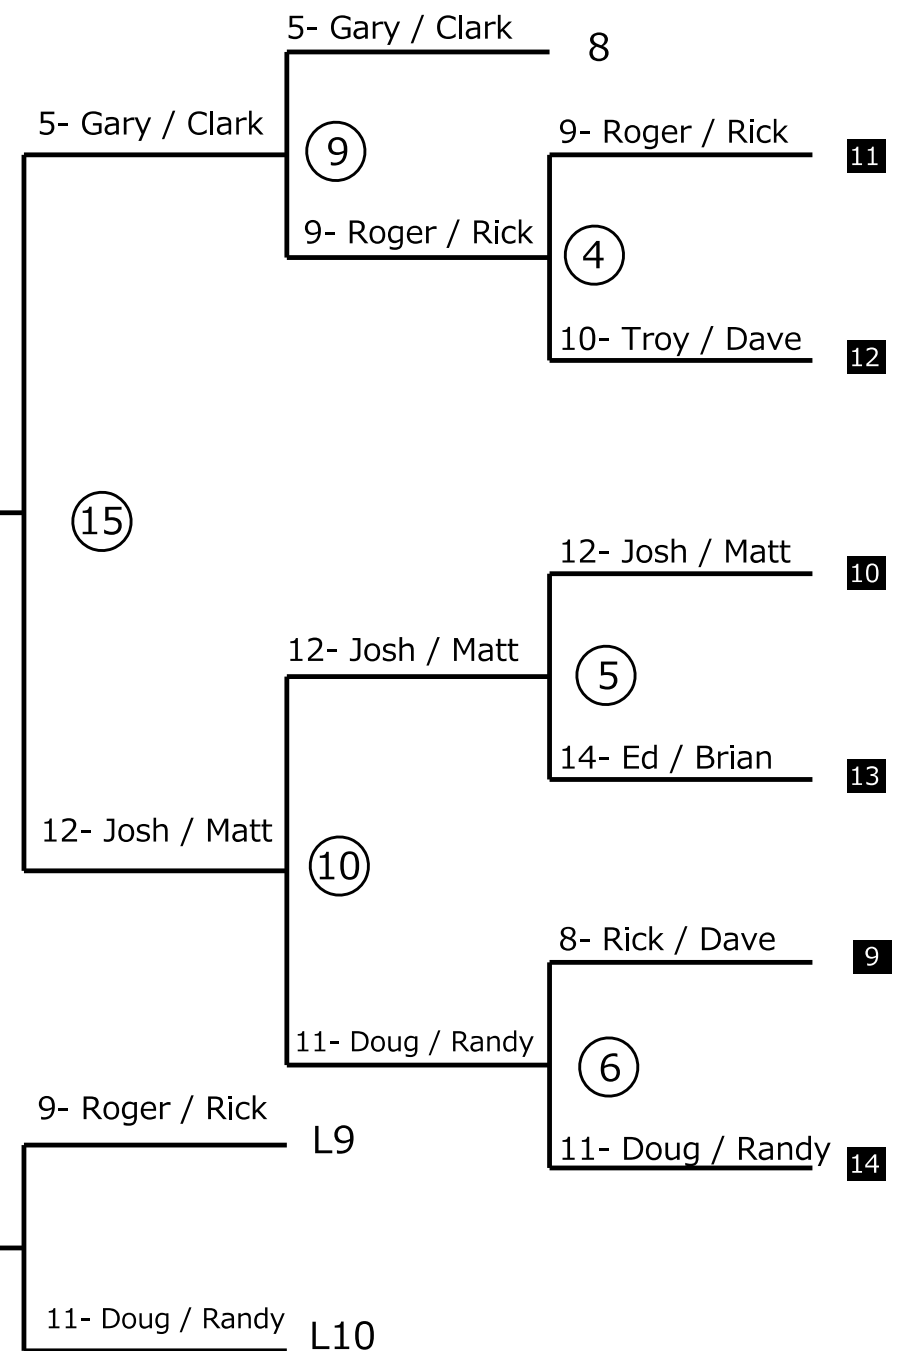 5- Gary / Clark
8
5- Gary / Clark
9- Roger / Rick
11
9
9- Roger / Rick
4
10- Troy / Dave
12
15
12- Josh / Matt
10
12- Josh / Matt
5
14- Ed / Brian
13
12- Josh / Matt
10
8- Rick / Dave
9
11- Doug / Randy
6
9- Roger / Rick
L9
11- Doug / Randy
14
11- Doug / Randy
L10